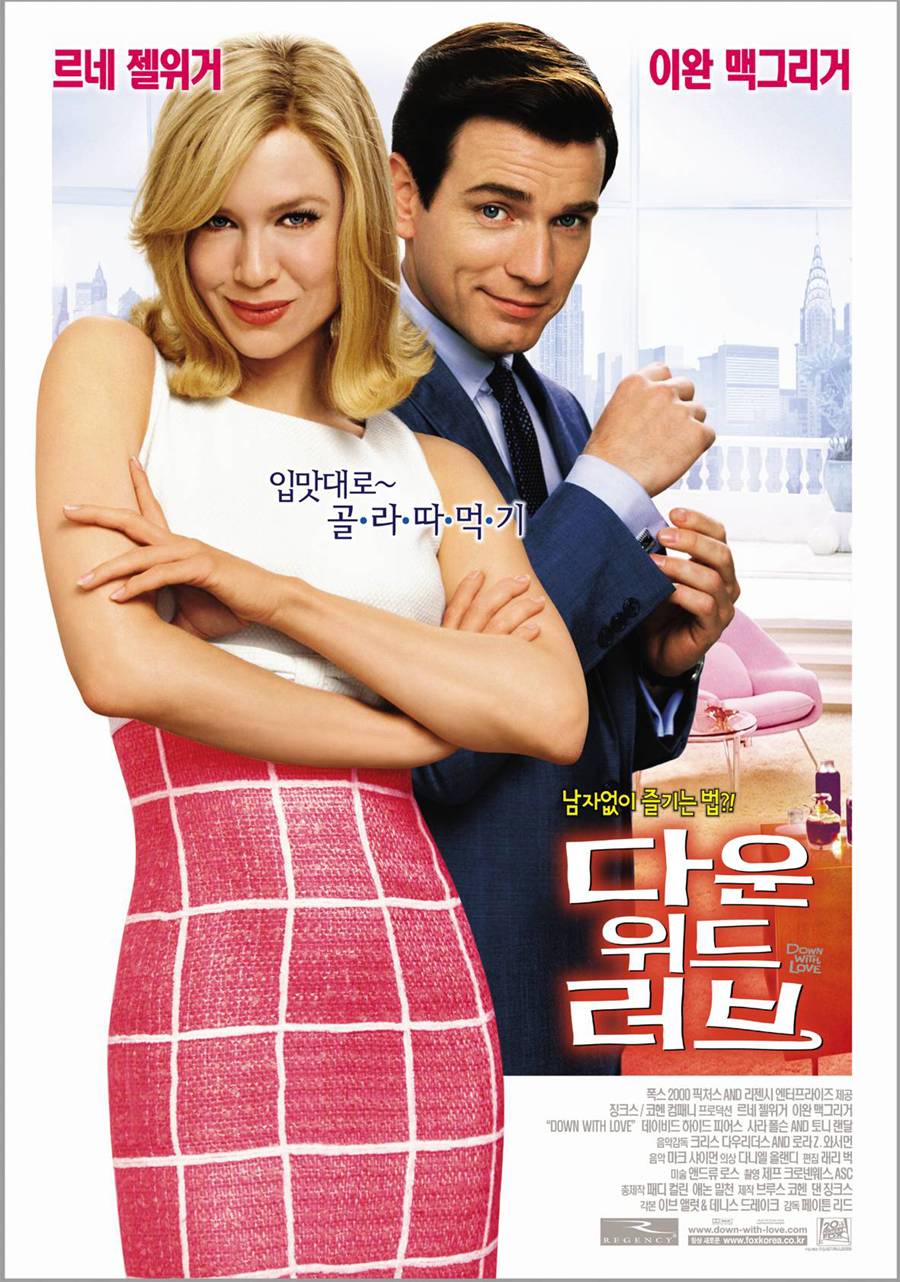 르네 젤위거
이완 맥그리거
입맛대로~
골·라·따·먹·기
남자없이 즐기는 법?!
다운
위드
러브
DOWN
WITH
LOVE
폭스 2000 픽처스 AND 리젠시 엔터프라이즈 제공
징크스 / 코헨 컴패니 프로덕션 르네 젤위거 이완 맥그리거
"DOWN WITH LOVE" 데이비드 하이드 피어스 사라 폴슨 AND 토니 랜달
음악감독 크리스 다우리더스 AND 로라 Z. 와서먼
음악 마크 샤이먼 의상 다니엘 올랜디 편집 래리 벅
미술 앤드류 로스 촬영 제프 크로넨웨스 ASC
총제작 패디 컬린 애논 밀천 제작 브루스 코헨 댄 징크스
각본 이브 앨럿 & 데니스 드레이크 감독 페이튼 리드
R
REGENCY
www.down-with-love.com
항상 새로운 www.foxkorea.co.kr
20th
CENTURY
FOX